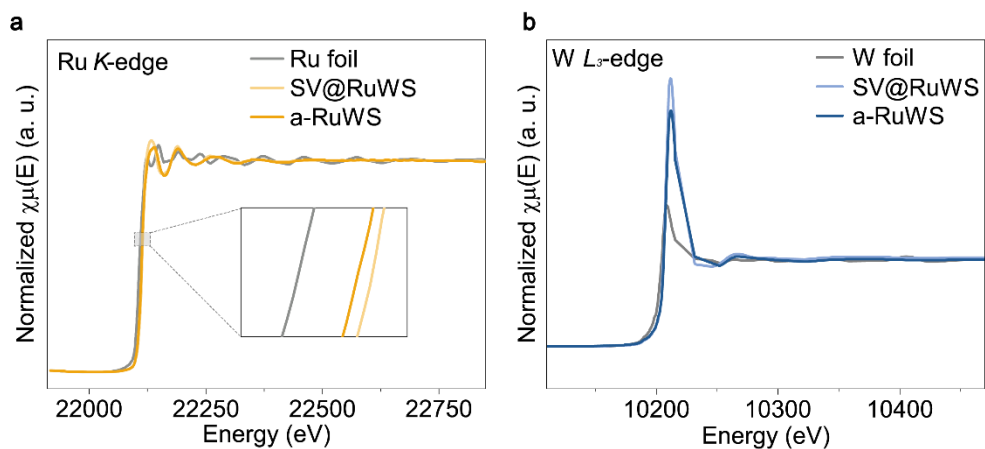 a
Ru K-edge
Ru foil
SV@RuWS
a-RuWS
Normalized χμ(E) (a. u.)
22000 22250 22500 22750
Energy (eV)
b
W L₃-edge
W foil
SV@RuWS
a-RuWS
Normalized χμ(E) (a. u.)
10200 10300 10400
Energy (eV)